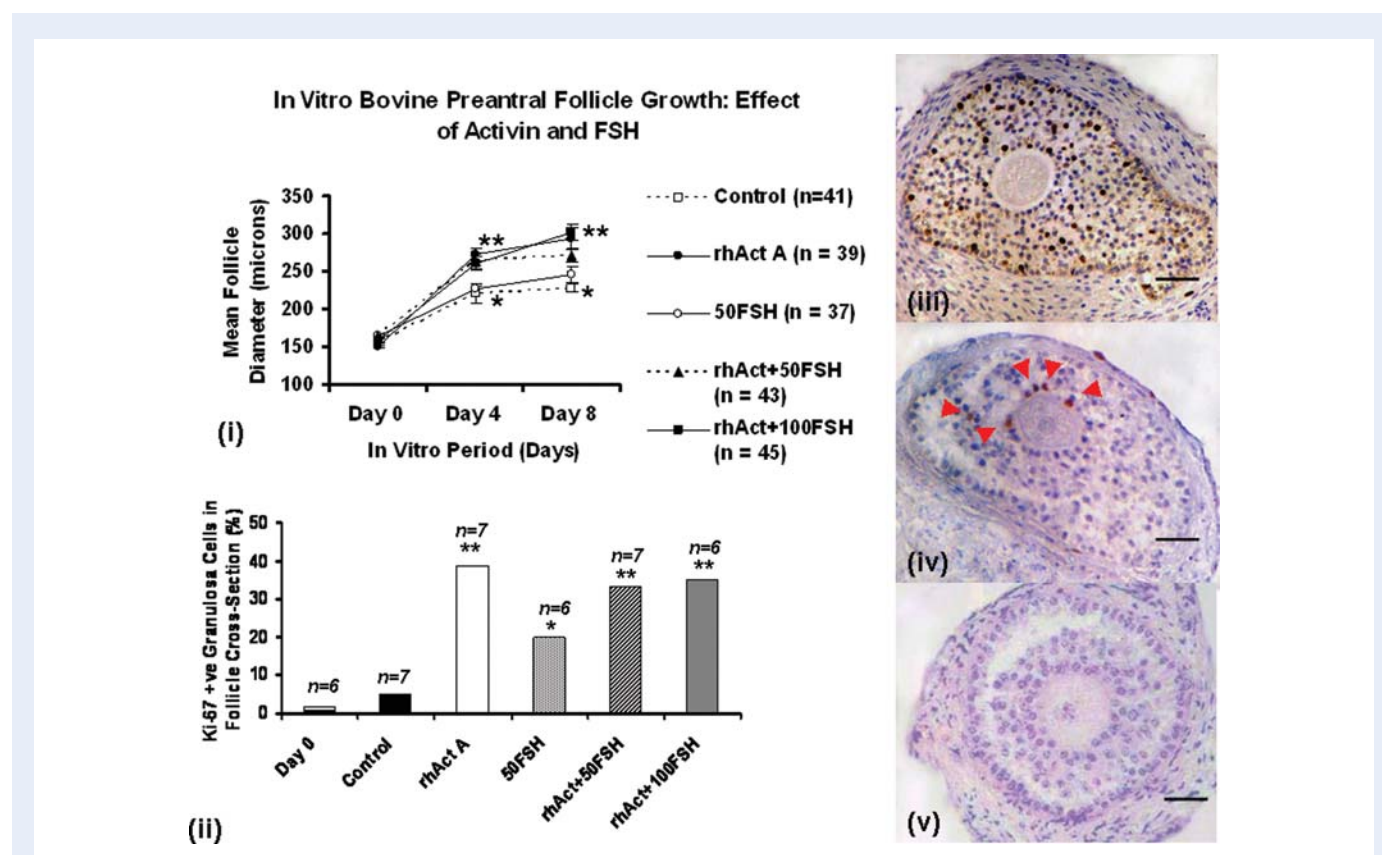 In Vitro Bovine Preantral Follicle Growth: Effect
of Activin and FSH
Mean Follicle
Diameter (microns)
350
300
250
200
150
100
**
**
*
*
Day 0 Day 4 Day 8
In Vitro Period (Days)
(i)
Control (n=41)
rhAct A (n = 39)
50FSH (n = 37)
rhAct+50FSH
(n = 43)
rhAct+100FSH
(n = 45)
Ki-67 +ve Granulosa Cells in
Follicle Cross-Section (%)
50
40
30
20
10
0
n=6
n=7
n=7
**
n=6
*
n=7
**
n=6
**
Day 0
Control
rhAct A
50FSH
rhAct+50FSH
rhAct+100FSH
(ii)
(iii)
(iv)
(v)